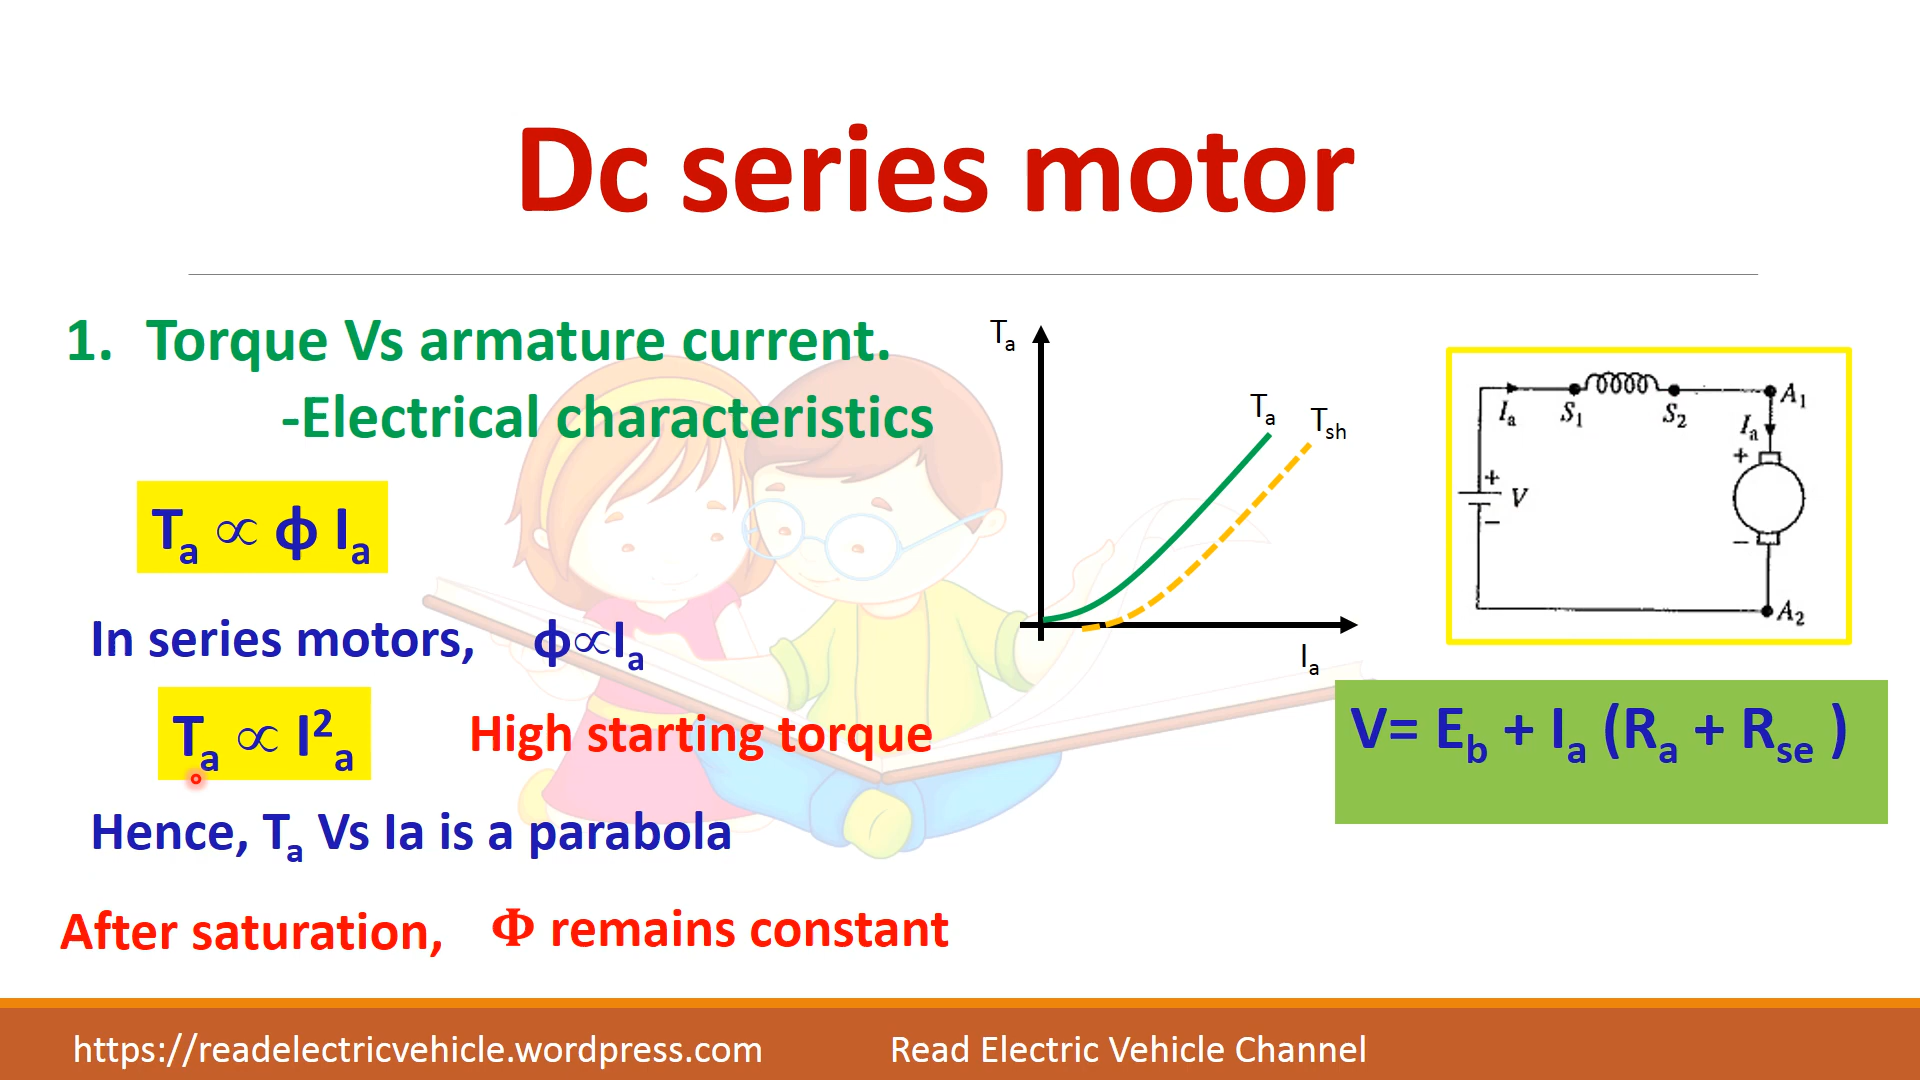 Dc series motor
1. Torque Vs armature current.
-Electrical characteristics
Tₐ ∝ ϕ Iₐ
In series motors, ϕ∝Iₐ
Tₐ ∝ I²ₐ High starting torque
Hence, Tₐ Vs Ia is a parabola
After saturation, Φ remains constant
Tₐ
Tₐ
Tsh
Iₐ
Iₐ S₁ S₂ A₁
Iₐ
+
+ V
−
−
A₂
V= Eb + Iₐ (Rₐ + Rse )
https://readelectricvehicle.wordpress.com Read Electric Vehicle Channel